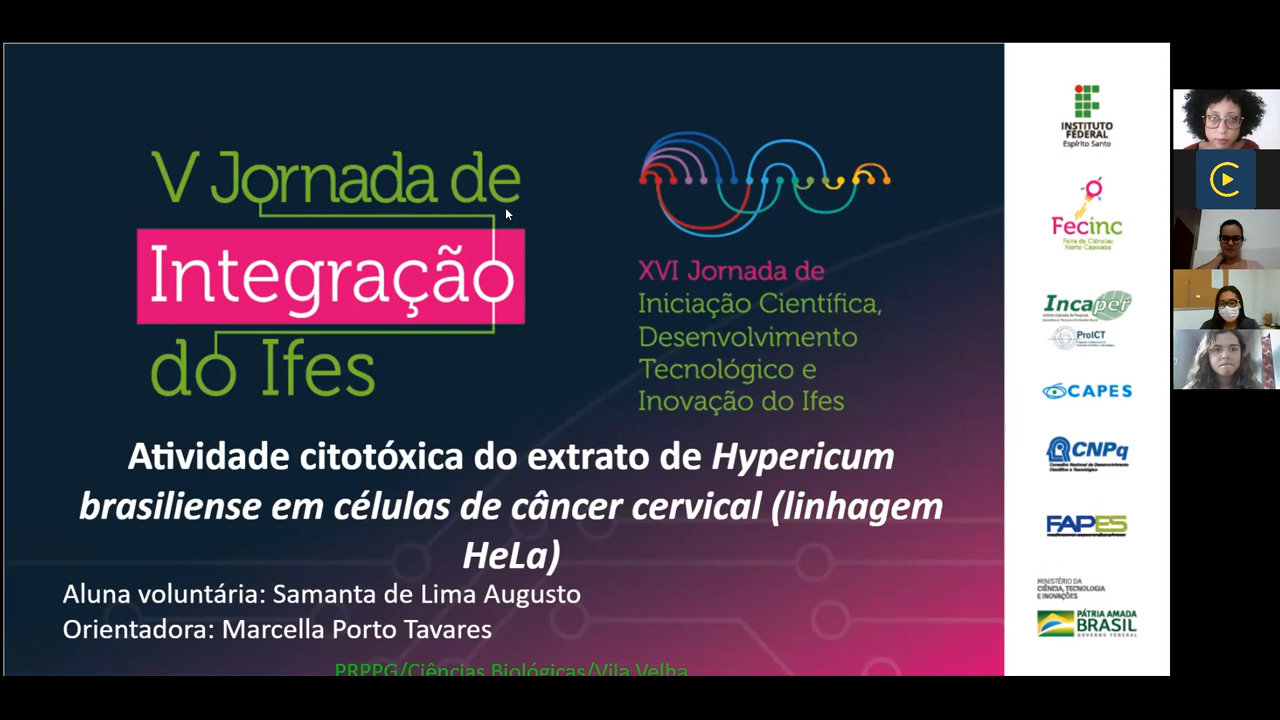 V Jornada de
Integração
do Ifes
XVI Jornada de
Iniciação Científica,
Desenvolvimento
Tecnológico e
Inovação do Ifes
Atividade citotóxica do extrato de Hypericum
brasiliense em células de câncer cervical (linhagem
HeLa)
Aluna voluntária: Samanta de Lima Augusto
Orientadora: Marcella Porto Tavares
PRPPG/Ciências Biológicas/Vila Velha
INSTITUTO
FEDERAL
Espírito Santo
Fecinc
Feira de Ciências
Norte Capixaba
Incaper
ProICT
CAPES
CNPq
Conselho Nacional de Desenvolvimento
Científico e Tecnológico
FAPES
MINISTÉRIO DA
CIÊNCIA, TECNOLOGIA
E INOVAÇÕES
PÁTRIA AMADA
BRASIL
GOVERNO FEDERAL